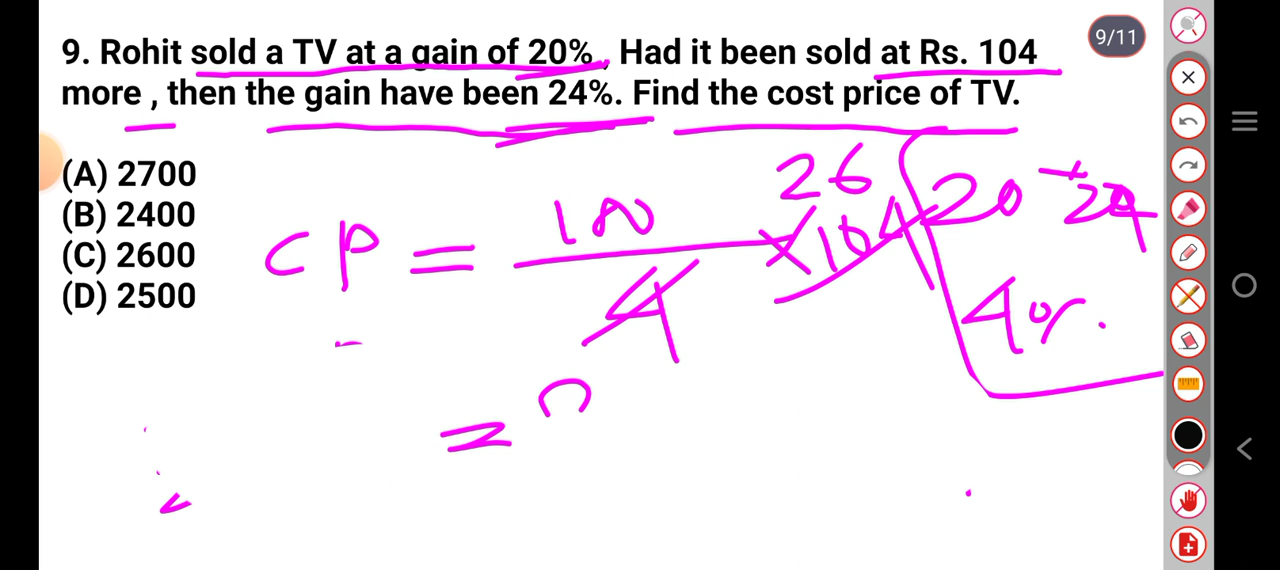 9/11
9. Rohit sold a TV at a gain of 20% , Had it been sold at Rs. 104
more , then the gain have been 24%. Find the cost price of TV.
(A) 2700
(B) 2400
(C) 2600
(D) 2500
26
CP = 100 × 104
4
20 → 24
4%
=